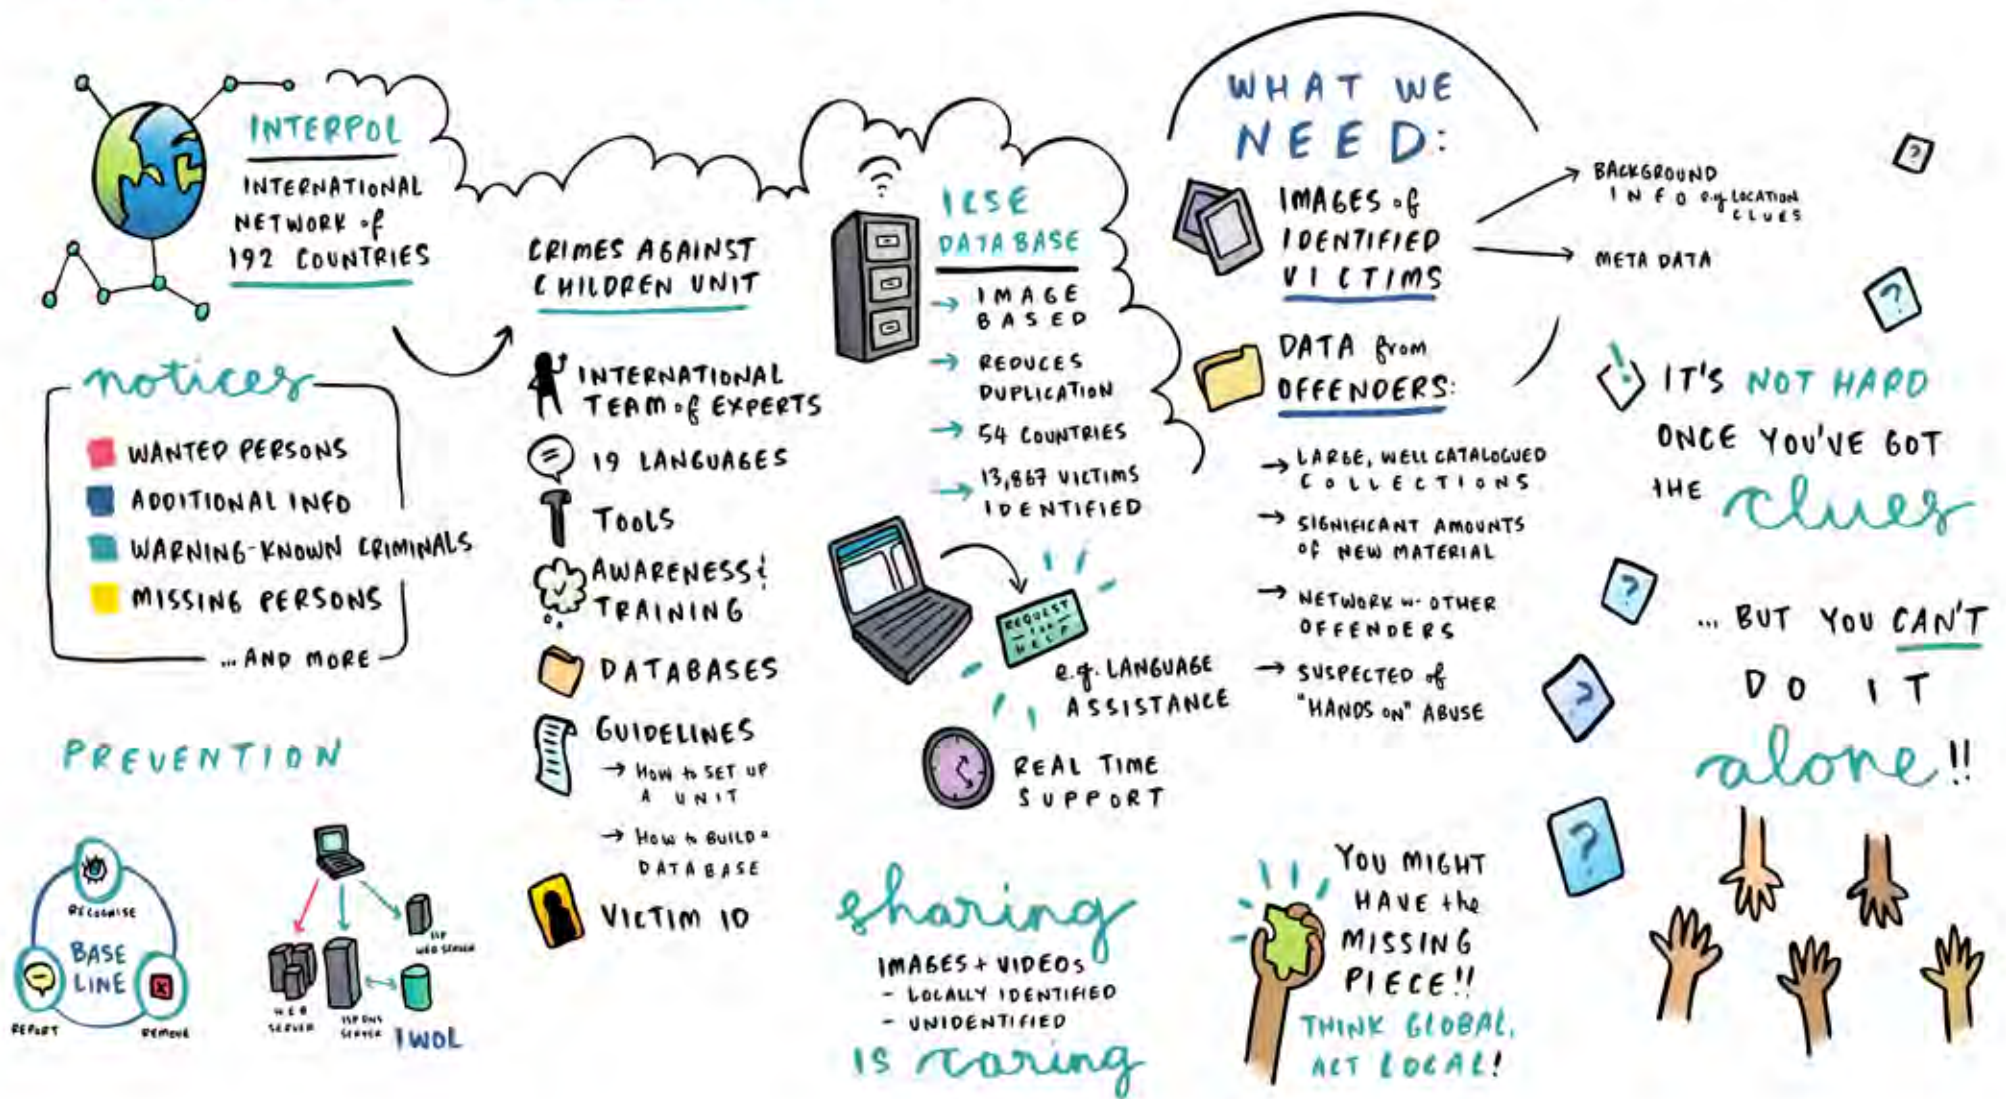 INTERPOL
INTERNATIONAL
NETWORK of
192 COUNTRIES
notices
WANTED PERSONS
ADDITIONAL INFO
WARNING-KNOWN CRIMINALS
MISSING PERSONS
...AND MORE
PREVENTION
RECOGNISE
BASE
LINE
REPORT
REMOVE
WEB
SERVER
ISP DNS
SERVER
ISP
WEB SERVER
IWOL
CRIMES AGAINST
CHILDREN UNIT
INTERNATIONAL
TEAM of EXPERTS
19 LANGUAGES
TOOLS
AWARENESS &
TRAINING
DATABASES
GUIDELINES
→ HOW to SET UP
A UNIT
→ HOW to BUILD a
DATABASE
VICTIM ID
ICSE
DATABASE
→ IMAGE
BASED
→ REDUCES
DUPLICATION
→ 54 COUNTRIES
→ 13,867 VICTIMS
IDENTIFIED
REQUEST
FOR
HELP
e.g. LANGUAGE
ASSISTANCE
REAL TIME
SUPPORT
sharing
IMAGES + VIDEOS
- LOCALLY IDENTIFIED
- UNIDENTIFIED
IS caring
WHAT WE
NEED:
IMAGES of
IDENTIFIED
VICTIMS
BACKGROUND
INFO e.g LOCATION
CLUES
META DATA
DATA from
OFFENDERS:
→ LARGE, WELL CATALOGUED
COLLECTIONS
→ SIGNIFICANT AMOUNTS
of NEW MATERIAL
→ NETWORK w- OTHER
OFFENDERS
→ SUSPECTED of
"HANDS ON" ABUSE
YOU MIGHT
HAVE the
MISSING
PIECE!!
THINK GLOBAL,
ACT LOCAL!
?
?
!
IT'S NOT HARD
ONCE YOU'VE GOT
THE clues
?
... BUT YOU CAN'T
DO IT
alone!!
?
?